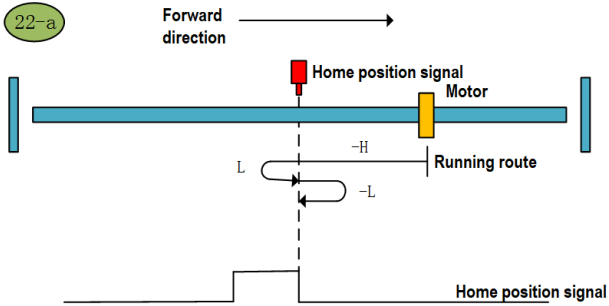 22-a
Forward
direction
Home position signal
Motor
-H
Running route
L
-L
Home position signal